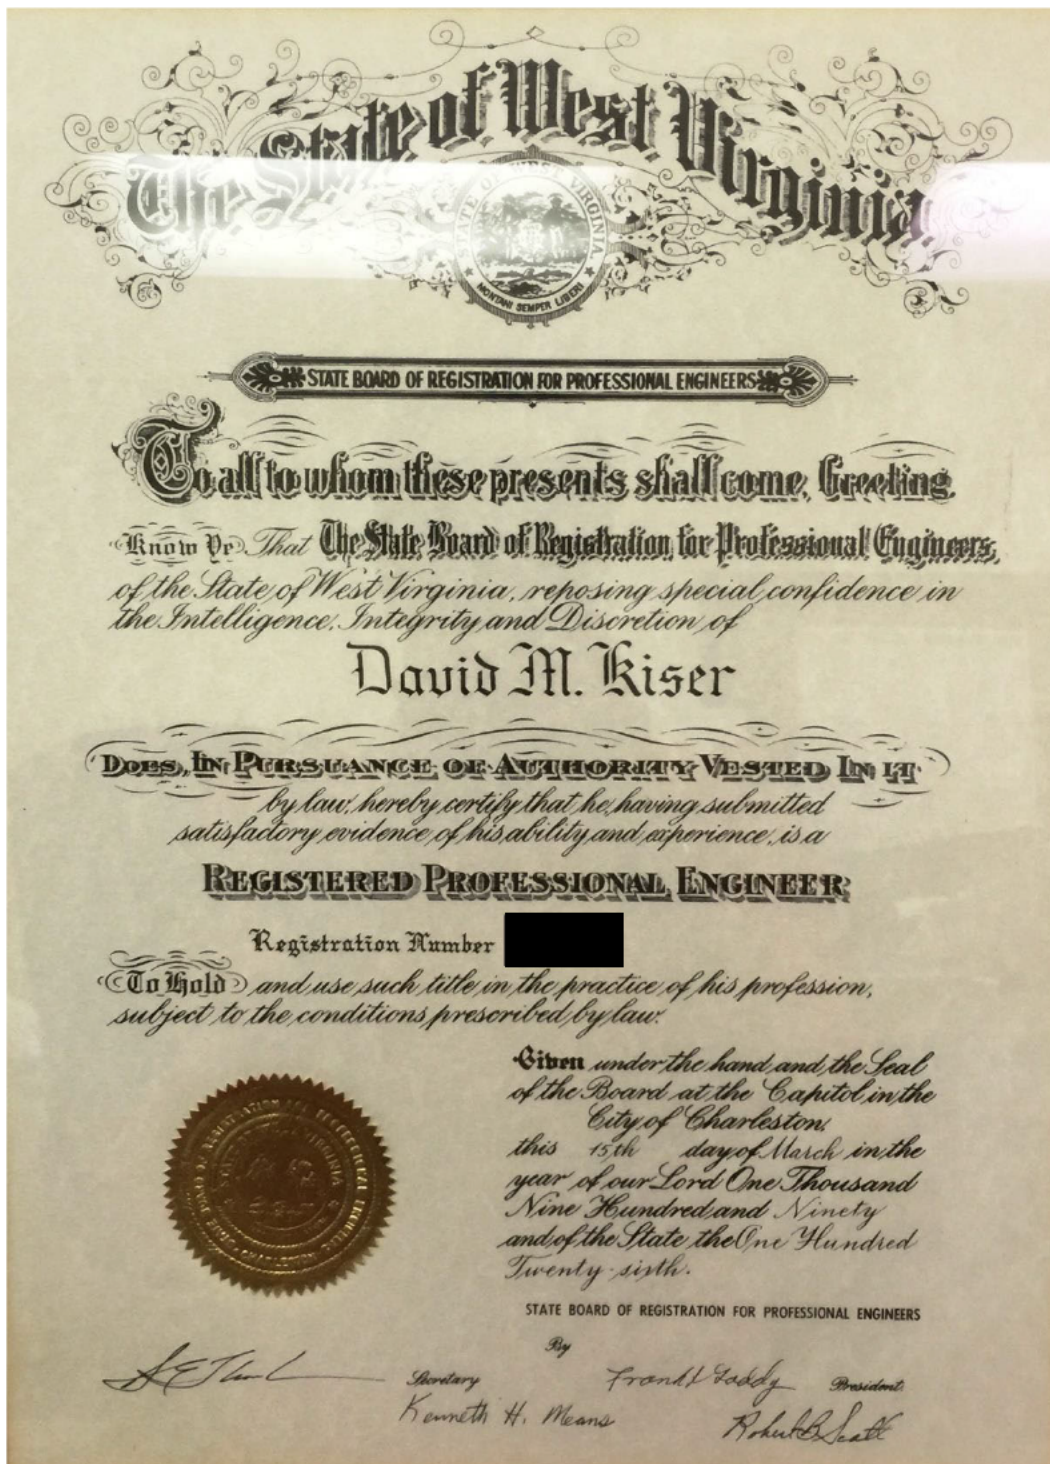 The State of West Virginia
STATE OF WEST VIRGINIA
MONTANI SEMPER LIBERI
STATE BOARD OF REGISTRATION FOR PROFESSIONAL ENGINEERS
To all to whom these presents shall come, Greeting.
Know Ye That The State Board of Registration for Professional Engineers,
of the State of West Virginia, reposing special confidence in
the Intelligence, Integrity and Discretion of
David M. Kiser
DOES, IN PURSUANCE OF AUTHORITY VESTED IN IT
by law, hereby certify that he, having submitted
satisfactory evidence of his ability and experience, is a
REGISTERED PROFESSIONAL ENGINEER
Registration Number
To Hold and use such title in the practice of his profession,
subject to the conditions prescribed by law.
Given under the hand and the Seal
of the Board at the Capitol in the
City of Charleston,
this 15th day of March in the
year of our Lord One Thousand
Nine Hundred and Ninety
and of the State the One Hundred
Twenty-sixth.
STATE BOARD OF REGISTRATION FOR PROFESSIONAL ENGINEERS
By
Secretary
President
Kenneth H. Means
Robert B. Scott